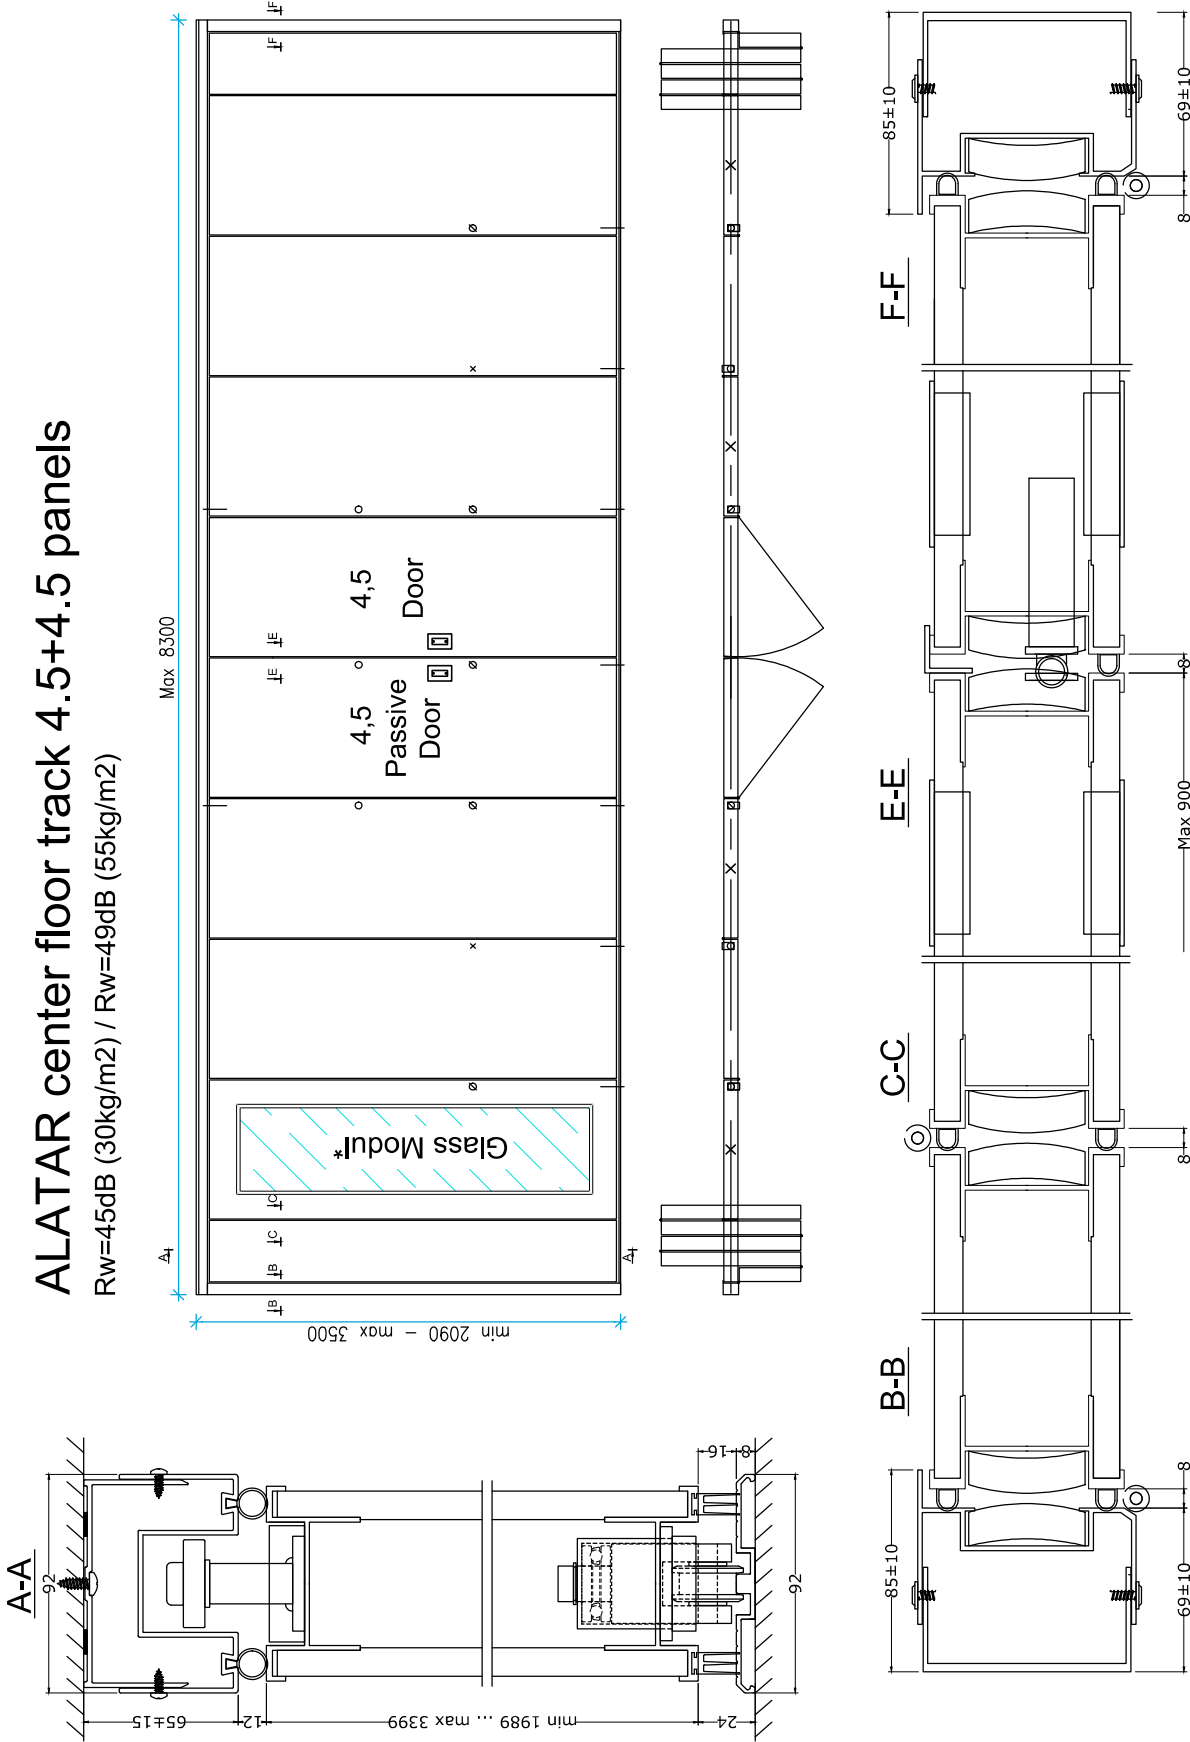 ALATAR center floor track 4.5+4.5 panels
Rw=45dB (30kg/m2) / Rw=49dB (55kg/m2)
Max 8300
min 2090 - max 3500
A
A
B
B
C
C
E
E
F
F
Glass Modul*
4,5
Passive
Door
4,5
Door
A-A
92
65±15
12
min 1989 ... max 3399
24
16
8
92
B-B
C-C
E-E
F-F
85±10
69±10
8
8
Max 900
8
85±10
69±10
8